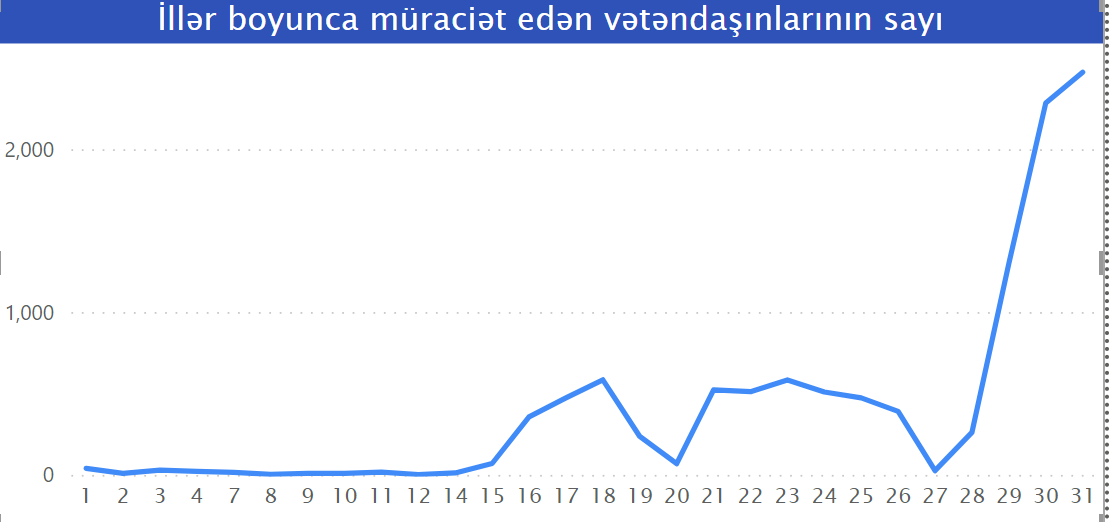 İllər boyunca müraciət edən vətəndaşınlarının sayı
2,000
1,000
0
1 2 3 4 7 8 9 10 11 12 14 15 16 17 18 19 20 21 22 23 24 25 26 27 28 29 30 31